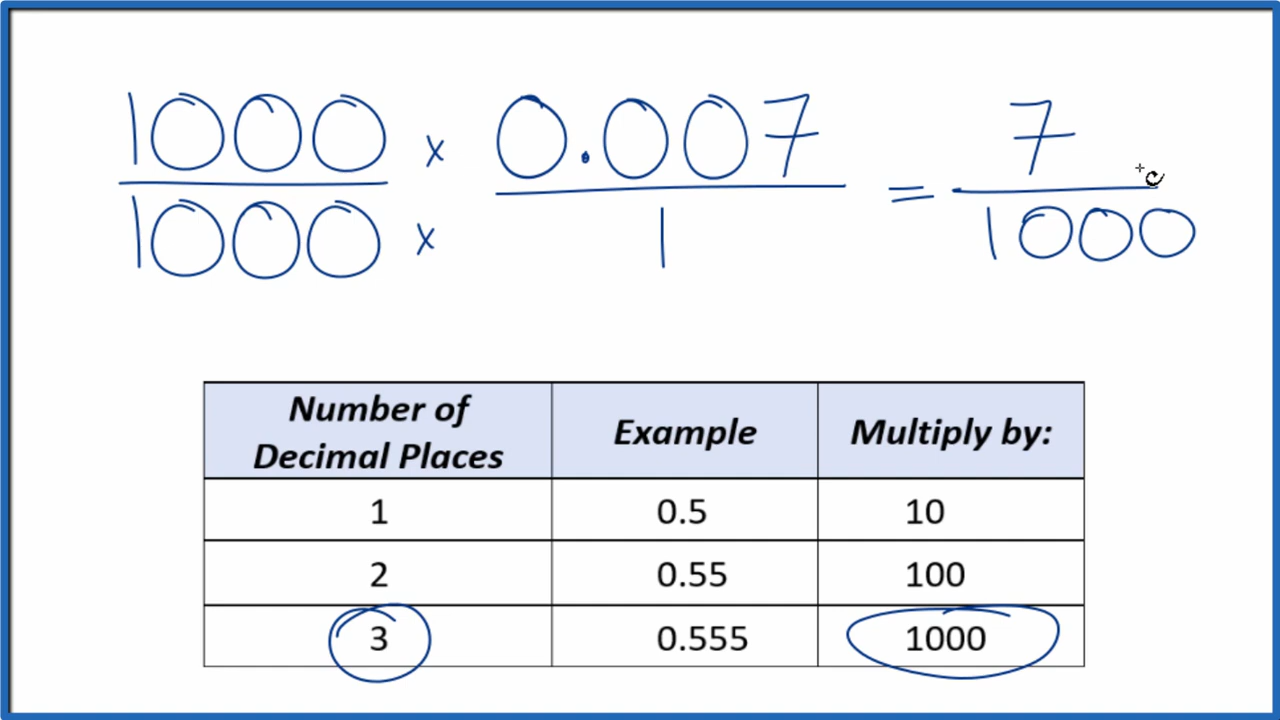 1000 × 0.007 = 7
1000 × 1 1000
Number of Decimal Places Example Multiply by:
1 0.5 10
2 0.55 100
3 0.555 1000